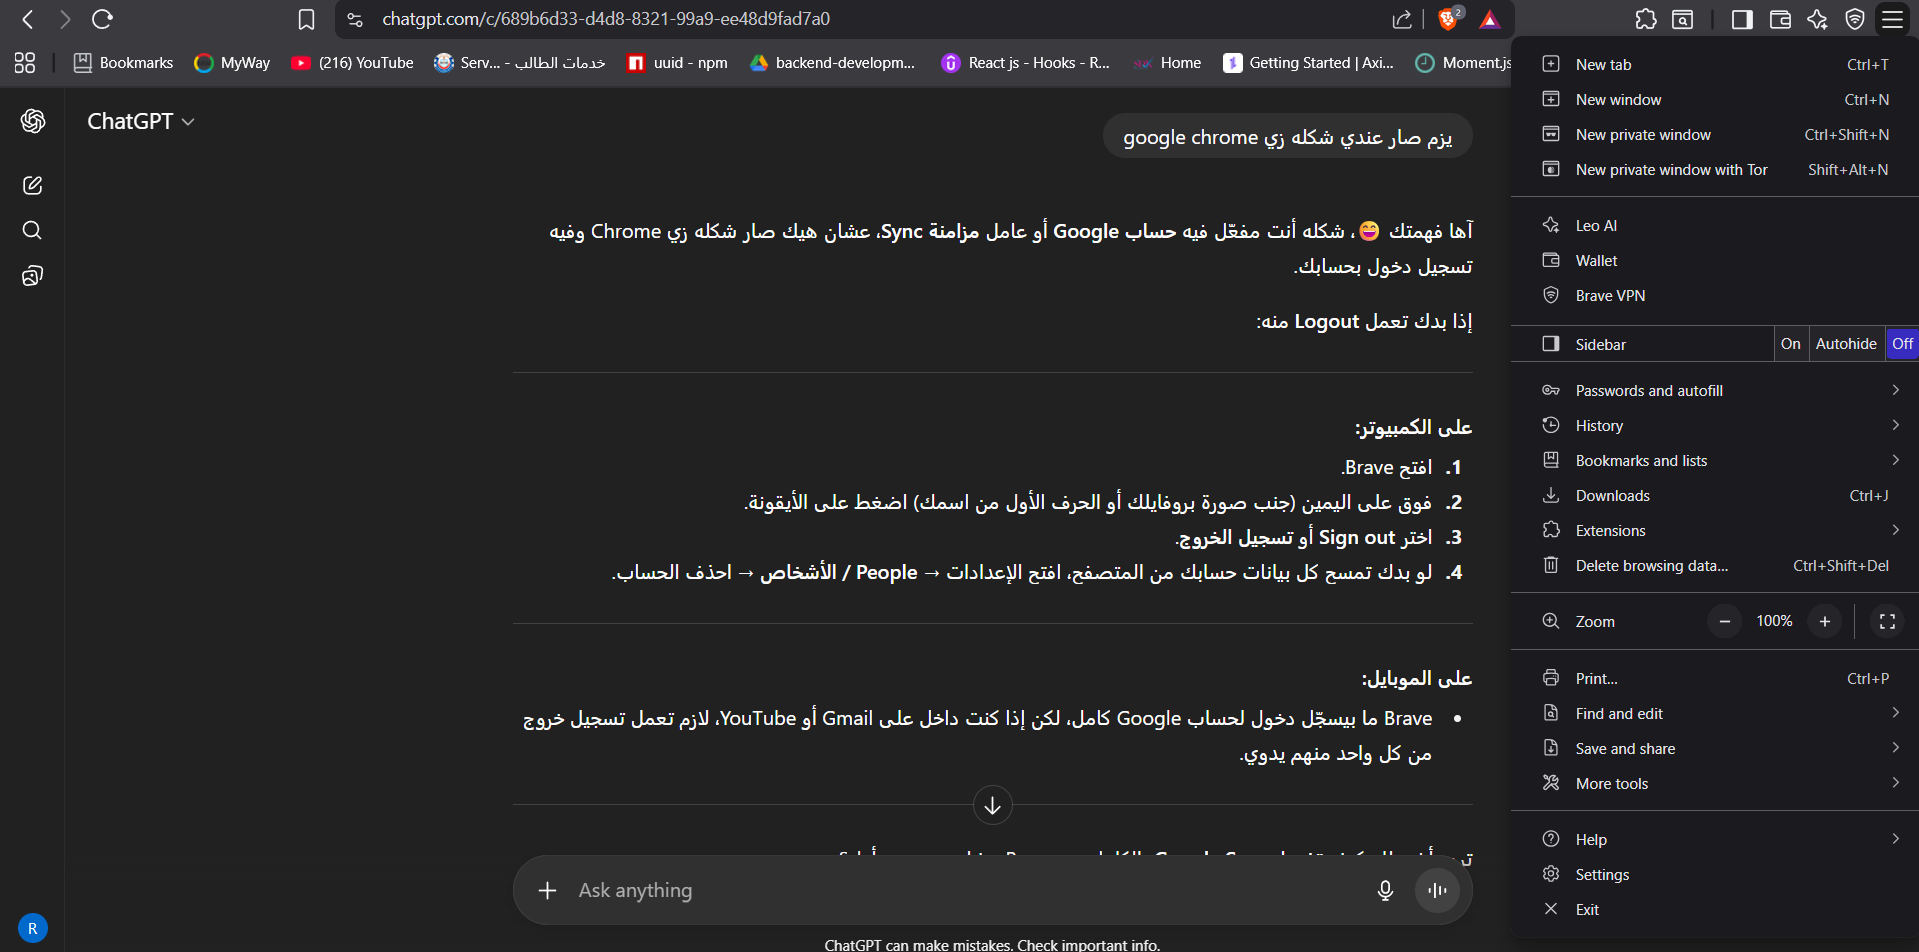 chatgpt.com/c/689b6d33-d4d8-8321-99a9-ee48d9fad7a0
2
Bookmarks
MyWay
(216) YouTube
Serv... - خدمات الطالب
uuid - npm
backend-developm...
React js - Hooks - R...
Home
Getting Started | Axi...
Moment.js
ChatGPT
يزم صار عندي شكله زي google chrome
آها فهمتك 😄، شكله أنت مفعّل فيه حساب Google أو عامل مزامنة Sync، عشان هيك صار شكله زي Chrome وفيه
تسجيل دخول بحسابك.
إذا بدك تعمل Logout منه:
على الكمبيوتر:
1. افتح Brave.
2. فوق على اليمين (جنب صورة بروفايلك أو الحرف الأول من اسمك) اضغط على الأيقونة.
3. اختر Sign out أو تسجيل الخروج.
4. لو بدك تمسح كل بيانات حسابك من المتصفح، افتح الإعدادات → People / الأشخاص → احذف الحساب.
على الموبايل:
• Brave ما بيسجّل دخول لحساب Google كامل، لكن إذا كنت داخل على Gmail أو YouTube، لازم تعمل تسجيل خروج
من كل واحد منهم يدوي.
Ask anything
ChatGPT can make mistakes. Check important info.
R
New tab Ctrl+T
New window Ctrl+N
New private window Ctrl+Shift+N
New private window with Tor Shift+Alt+N
Leo AI
Wallet
Brave VPN
Sidebar On Autohide Off
Passwords and autofill
History
Bookmarks and lists
Downloads Ctrl+J
Extensions
Delete browsing data... Ctrl+Shift+Del
Zoom − 100% +
Print... Ctrl+P
Find and edit
Save and share
More tools
Help
Settings
Exit